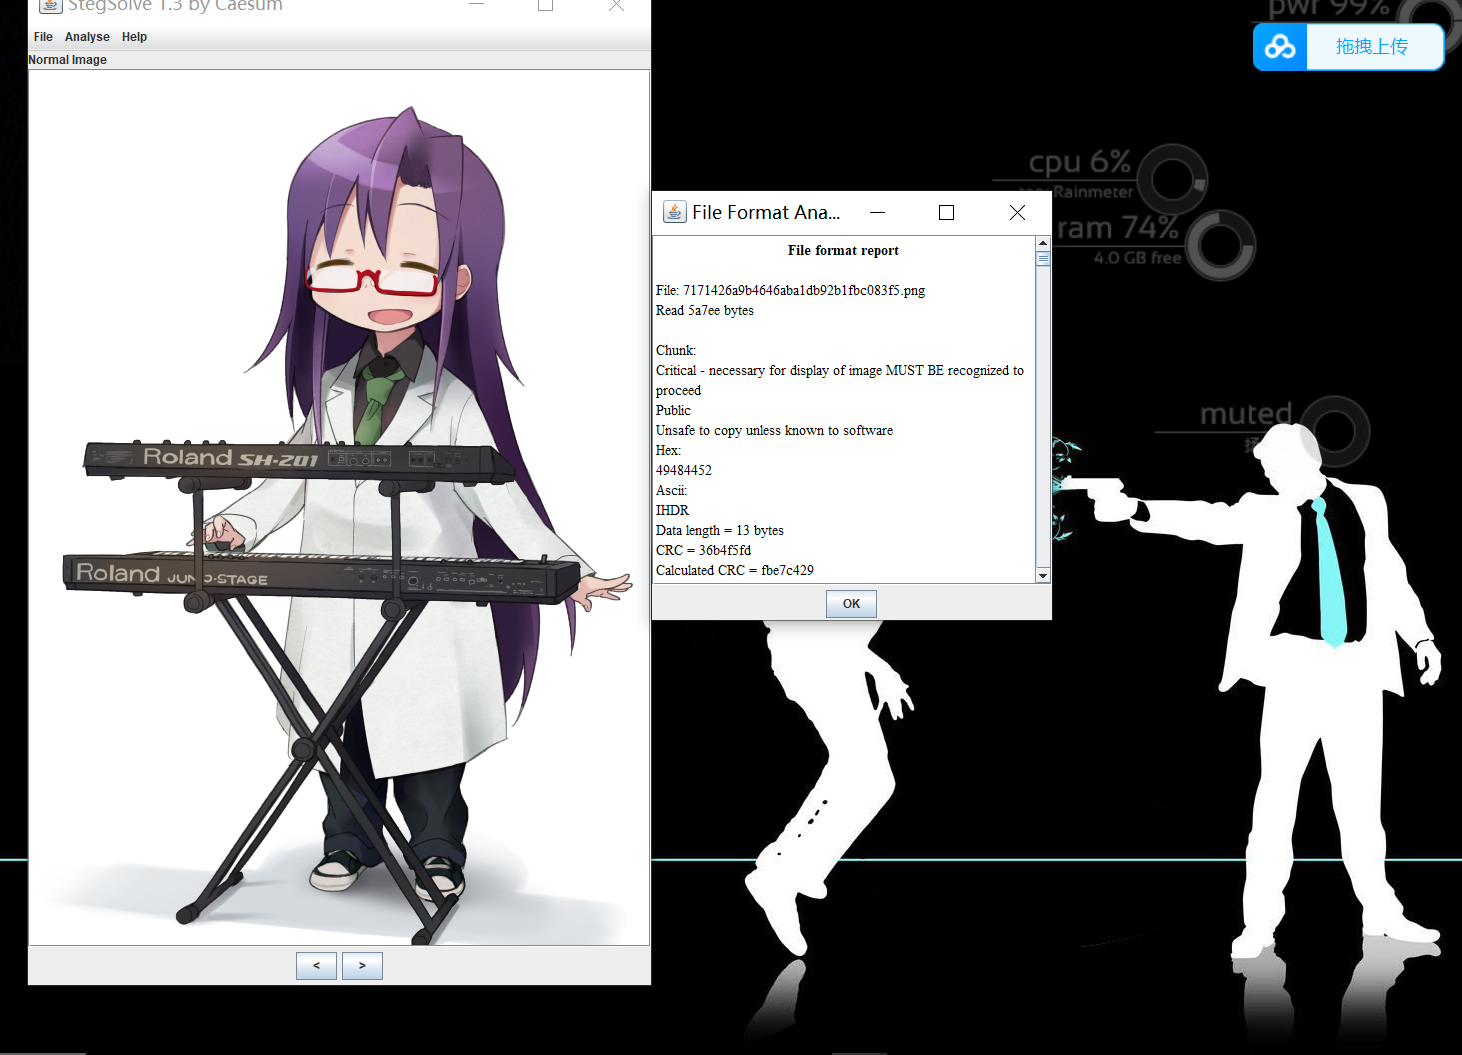 StegSolve 1.3 by Caesum
File Analyse Help
Normal Image
Roland SH-201
Roland JUNO-STAGE
File Format Ana...
File format report
File: 7171426a9b4646aba1db92b1fbc083f5.png
Read 5a7ee bytes
Chunk:
Critical - necessary for display of image MUST BE recognized to
proceed
Public
Unsafe to copy unless known to software
Hex:
49484452
Ascii:
IHDR
Data length = 13 bytes
CRC = 36b4f5fd
Calculated CRC = fbe7c429
OK
< >
pwr 99%
拖拽上传
cpu 6%
Rainmeter
ram 74%
4.0 GB free
muted